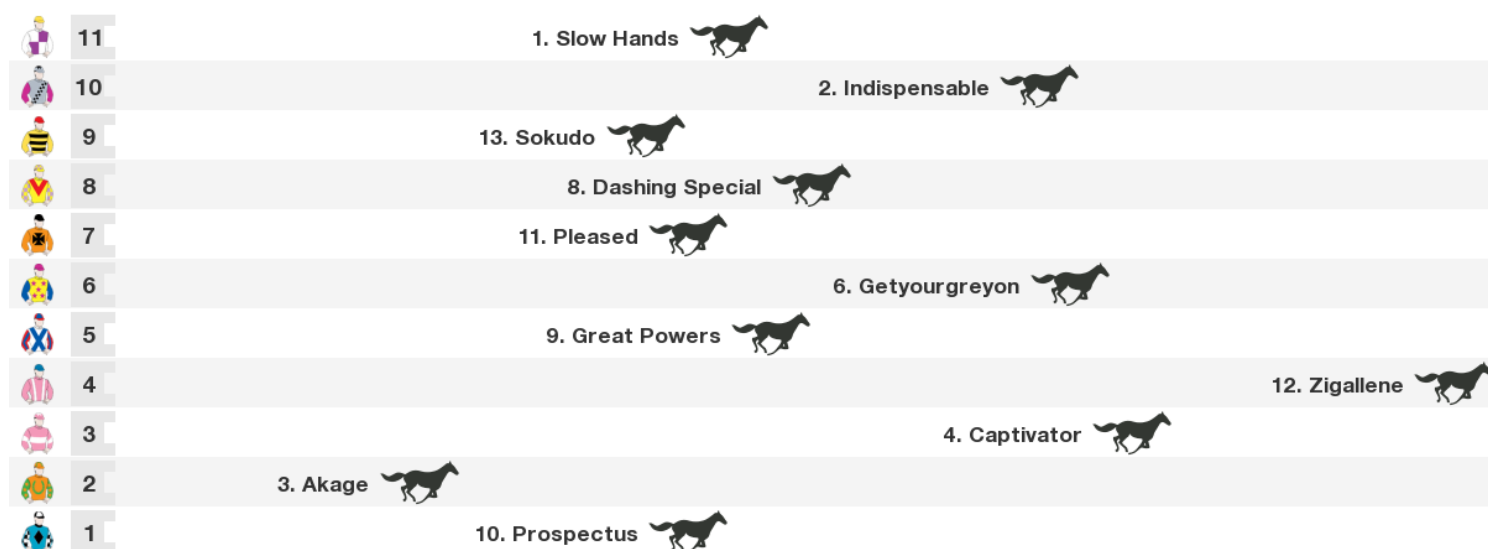 11 1. Slow Hands
10 2. Indispensable
9 13. Sokudo
8 8. Dashing Special
7 11. Pleased
6 6. Getyourgreyon
5 9. Great Powers
4 12. Zigallene
3 4. Captivator
2 3. Akage
1 10. Prospectus